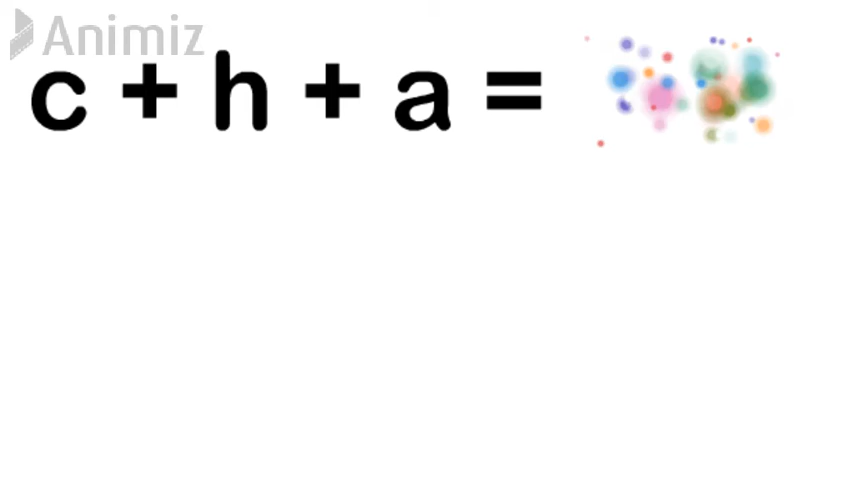 Animiz
c + h + a =